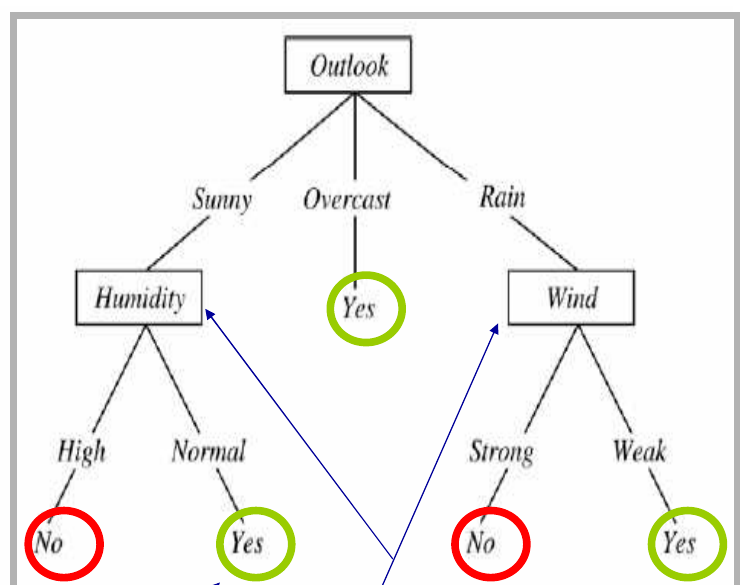 Outlook
Sunny Overcast Rain
Humidity Yes Wind
High Normal Strong Weak
No Yes No Yes